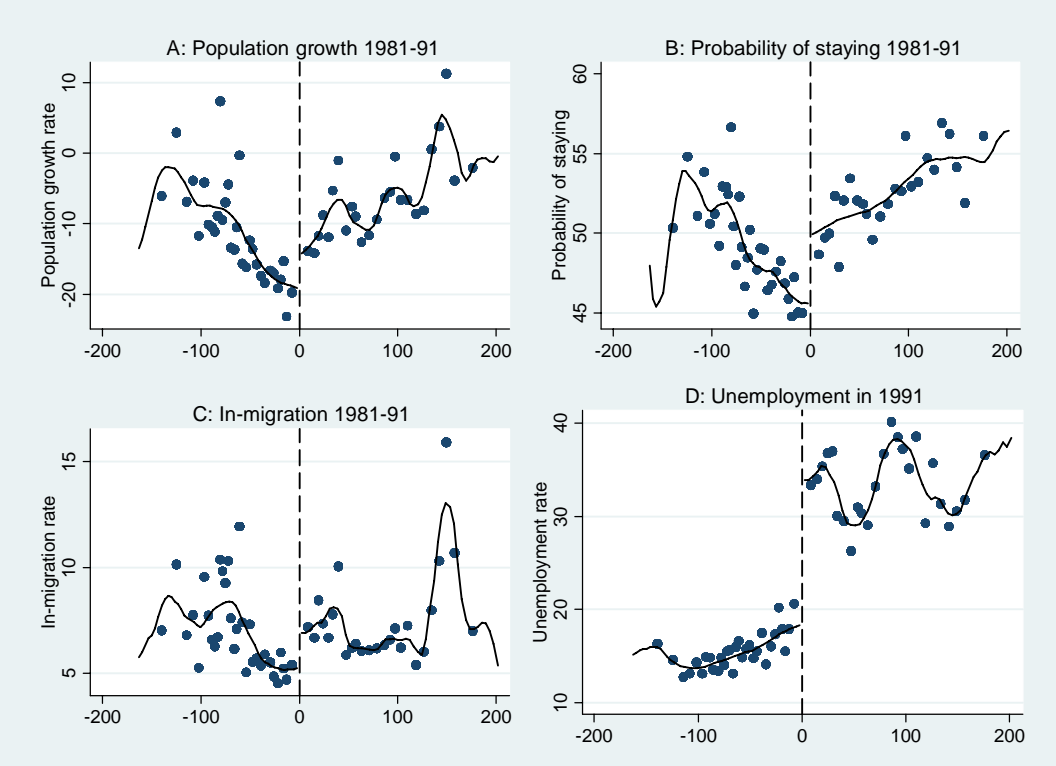 A: Population growth 1981-91
Population growth rate
10
0
-10
-20
-200 -100 0 100 200
B: Probability of staying 1981-91
Probability of staying
60
55
50
45
-200 -100 0 100 200
C: In-migration 1981-91
In-migration rate
15
10
5
-200 -100 0 100 200
D: Unemployment in 1991
Unemployment rate
40
30
20
10
-200 -100 0 100 200